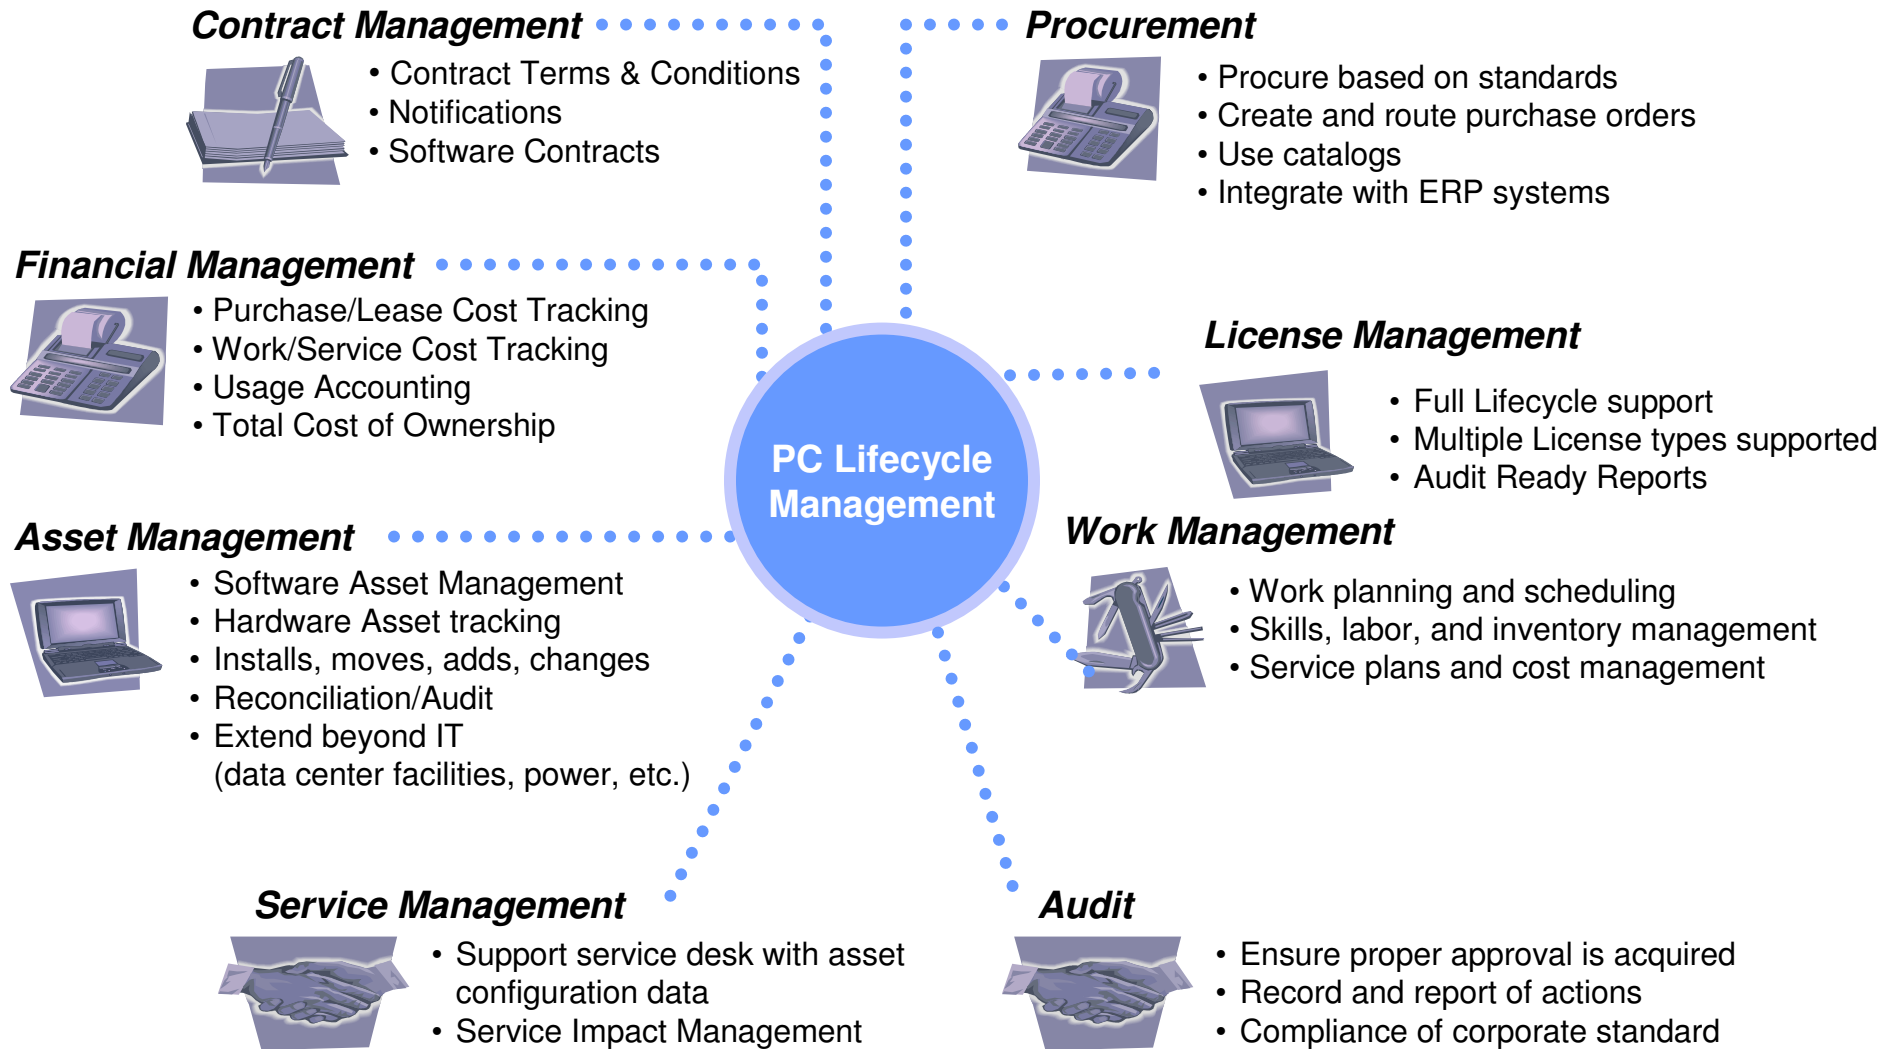 Contract Management
• Contract Terms & Conditions
• Notifications
• Software Contracts
Procurement
• Procure based on standards
• Create and route purchase orders
• Use catalogs
• Integrate with ERP systems
Financial Management
• Purchase/Lease Cost Tracking
• Work/Service Cost Tracking
• Usage Accounting
• Total Cost of Ownership
License Management
• Full Lifecycle support
• Multiple License types supported
• Audit Ready Reports
PC Lifecycle
Management
Asset Management
• Software Asset Management
• Hardware Asset tracking
• Installs, moves, adds, changes
• Reconciliation/Audit
• Extend beyond IT
(data center facilities, power, etc.)
Work Management
• Work planning and scheduling
• Skills, labor, and inventory management
• Service plans and cost management
Service Management
• Support service desk with asset
configuration data
• Service Impact Management
Audit
• Ensure proper approval is acquired
• Record and report of actions
• Compliance of corporate standard